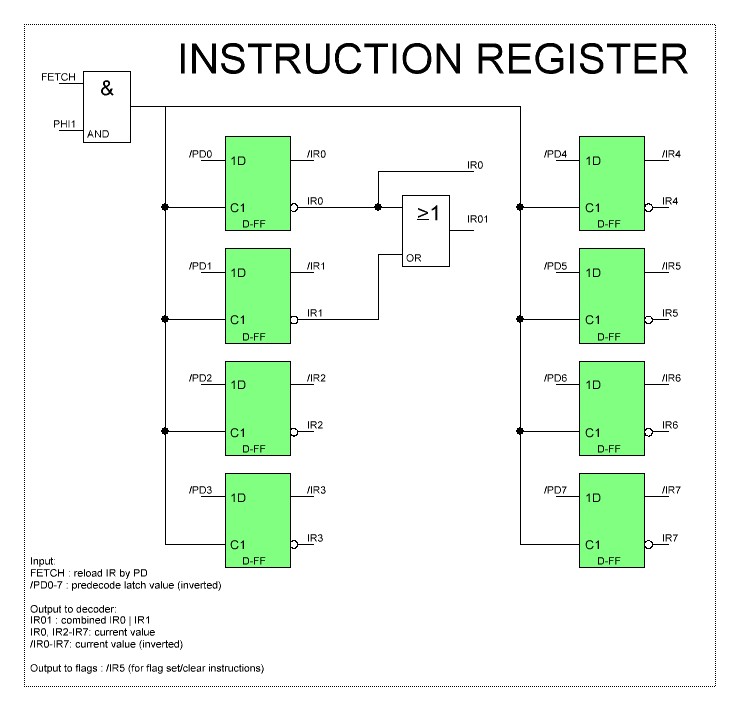 INSTRUCTION REGISTER
FETCH
&
PHI1
AND
/PD0 1D /IR0
C1 IR0
D-FF
IR0
≥1
IR01
OR
/PD1 1D /IR1
C1 IR1
D-FF
/PD2 1D /IR2
C1 IR2
D-FF
/PD3 1D /IR3
C1 IR3
D-FF
/PD4 1D /IR4
C1 IR4
D-FF
/PD5 1D /IR5
C1 IR5
D-FF
/PD6 1D /IR6
C1 IR6
D-FF
/PD7 1D /IR7
C1 IR7
D-FF
Input:
FETCH : reload IR by PD
/PD0-7 : predecode latch value (inverted)
Output to decoder:
IR01 : combined IR0 | IR1
IR0, IR2-IR7: current value
/IR0-IR7: current value (inverted)
Output to flags : /IR5 (for flag set/clear instructions)